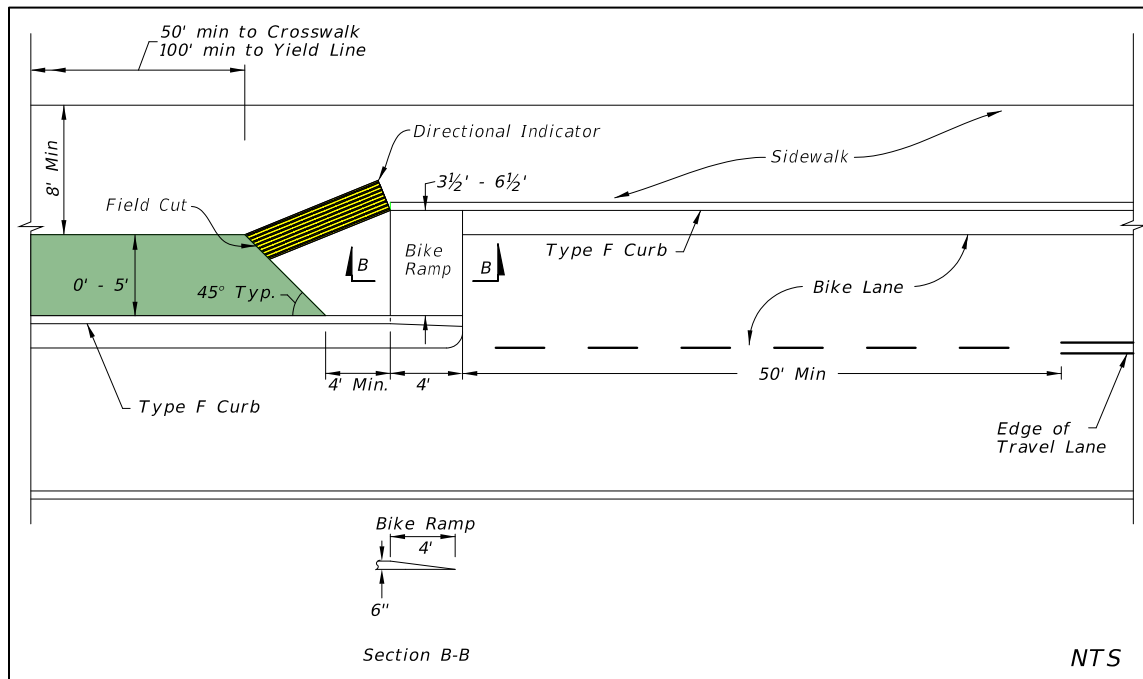 50' min to Crosswalk
100' min to Yield Line
Directional Indicator
Sidewalk
8' Min
3½' - 6½'
Field Cut
Type F Curb
Bike
Ramp
B
B
0' - 5'
45° Typ.
Bike Lane
4' Min.
4'
50' Min
Type F Curb
Edge of
Travel Lane
Bike Ramp
4'
6"
Section B-B
NTS